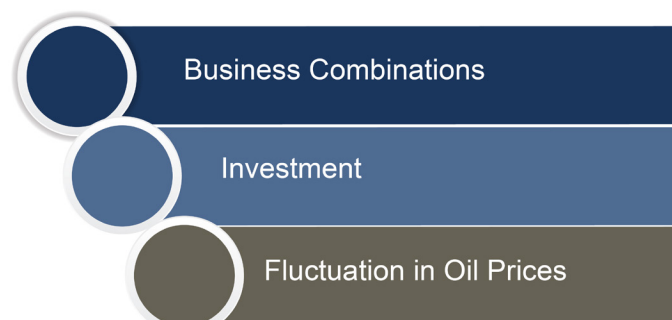 Business Combinations
Investment
Fluctuation in Oil Prices